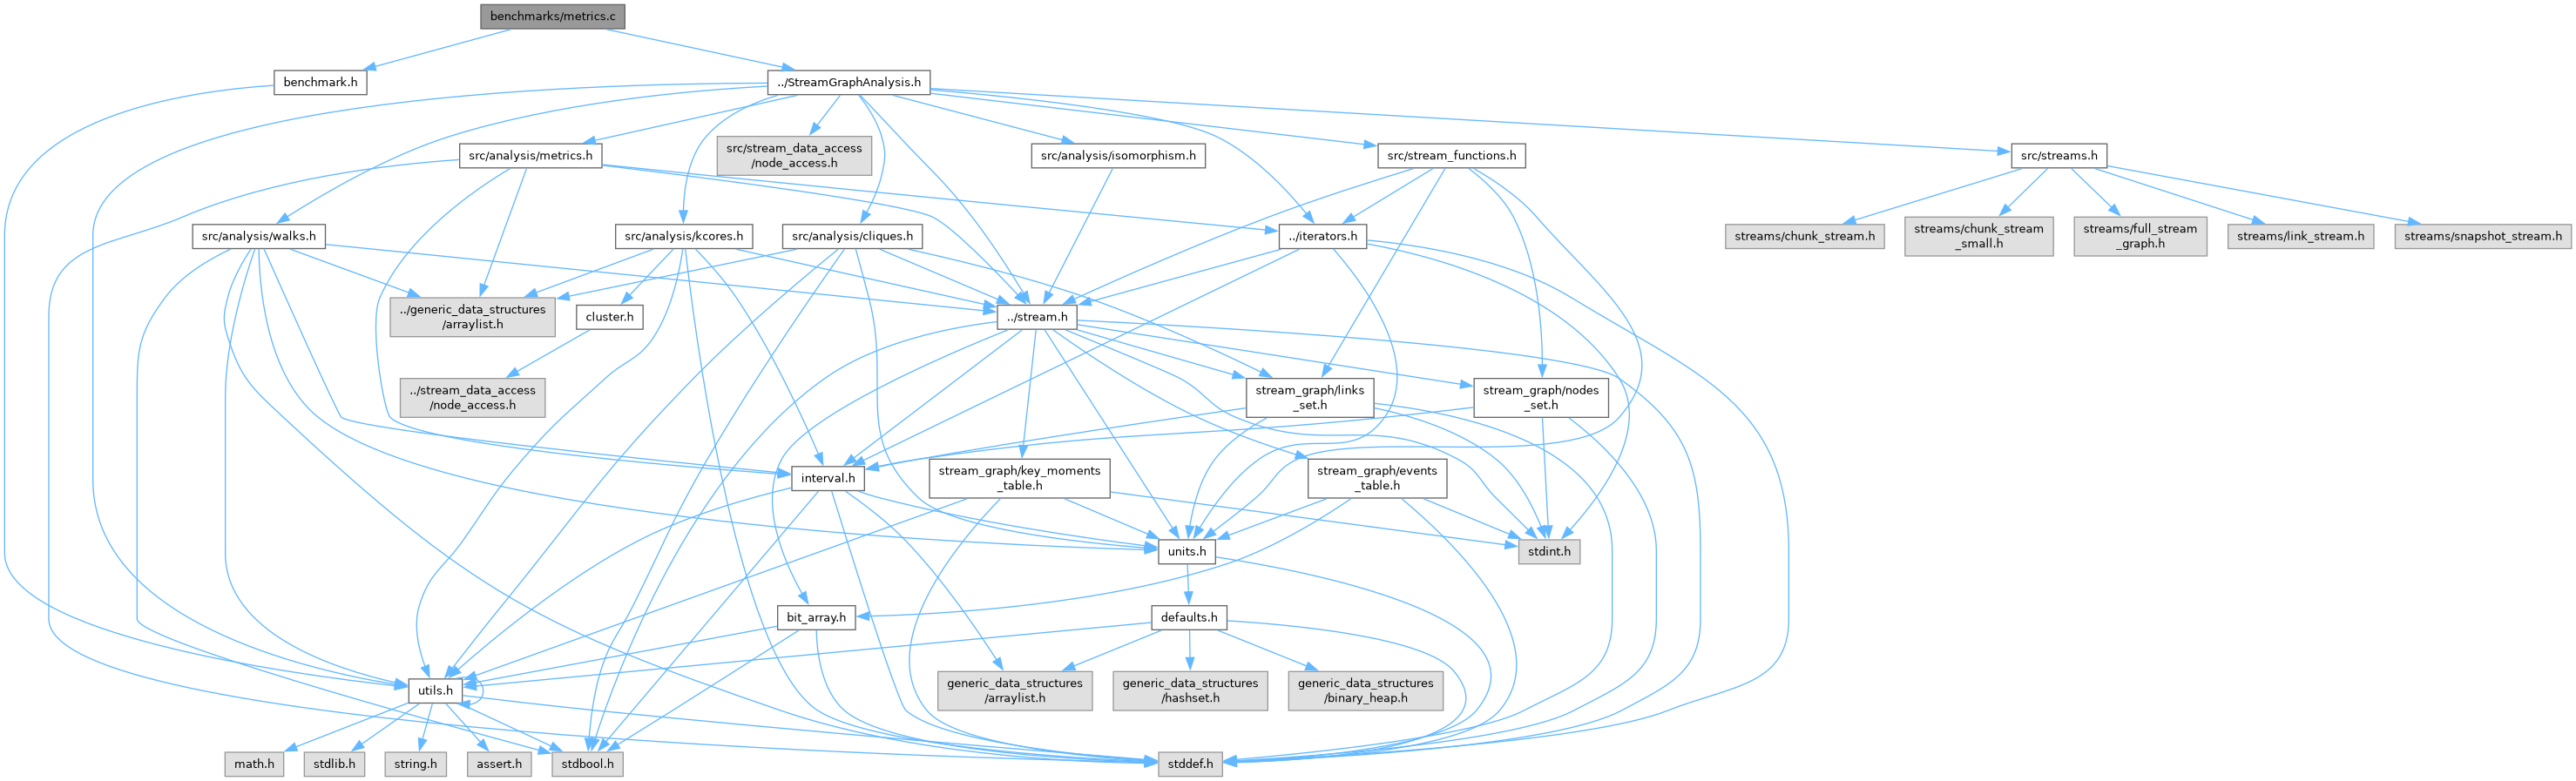 benchmarks/metrics.c
benchmark.h
../StreamGraphAnalysis.h
src/analysis/metrics.h
src/stream_data_access
/node_access.h
src/analysis/isomorphism.h
src/stream_functions.h
src/streams.h
src/analysis/walks.h
src/analysis/kcores.h
src/analysis/cliques.h
../iterators.h
streams/chunk_stream.h
streams/chunk_stream
_small.h
streams/full_stream
_graph.h
streams/link_stream.h
streams/snapshot_stream.h
../generic_data_structures
/arraylist.h
cluster.h
../stream.h
../stream_data_access
/node_access.h
stream_graph/links
_set.h
stream_graph/nodes
_set.h
interval.h
stream_graph/key_moments
_table.h
stream_graph/events
_table.h
units.h
stdint.h
bit_array.h
defaults.h
utils.h
generic_data_structures
/arraylist.h
generic_data_structures
/hashset.h
generic_data_structures
/binary_heap.h
math.h
stdlib.h
string.h
assert.h
stdbool.h
stddef.h